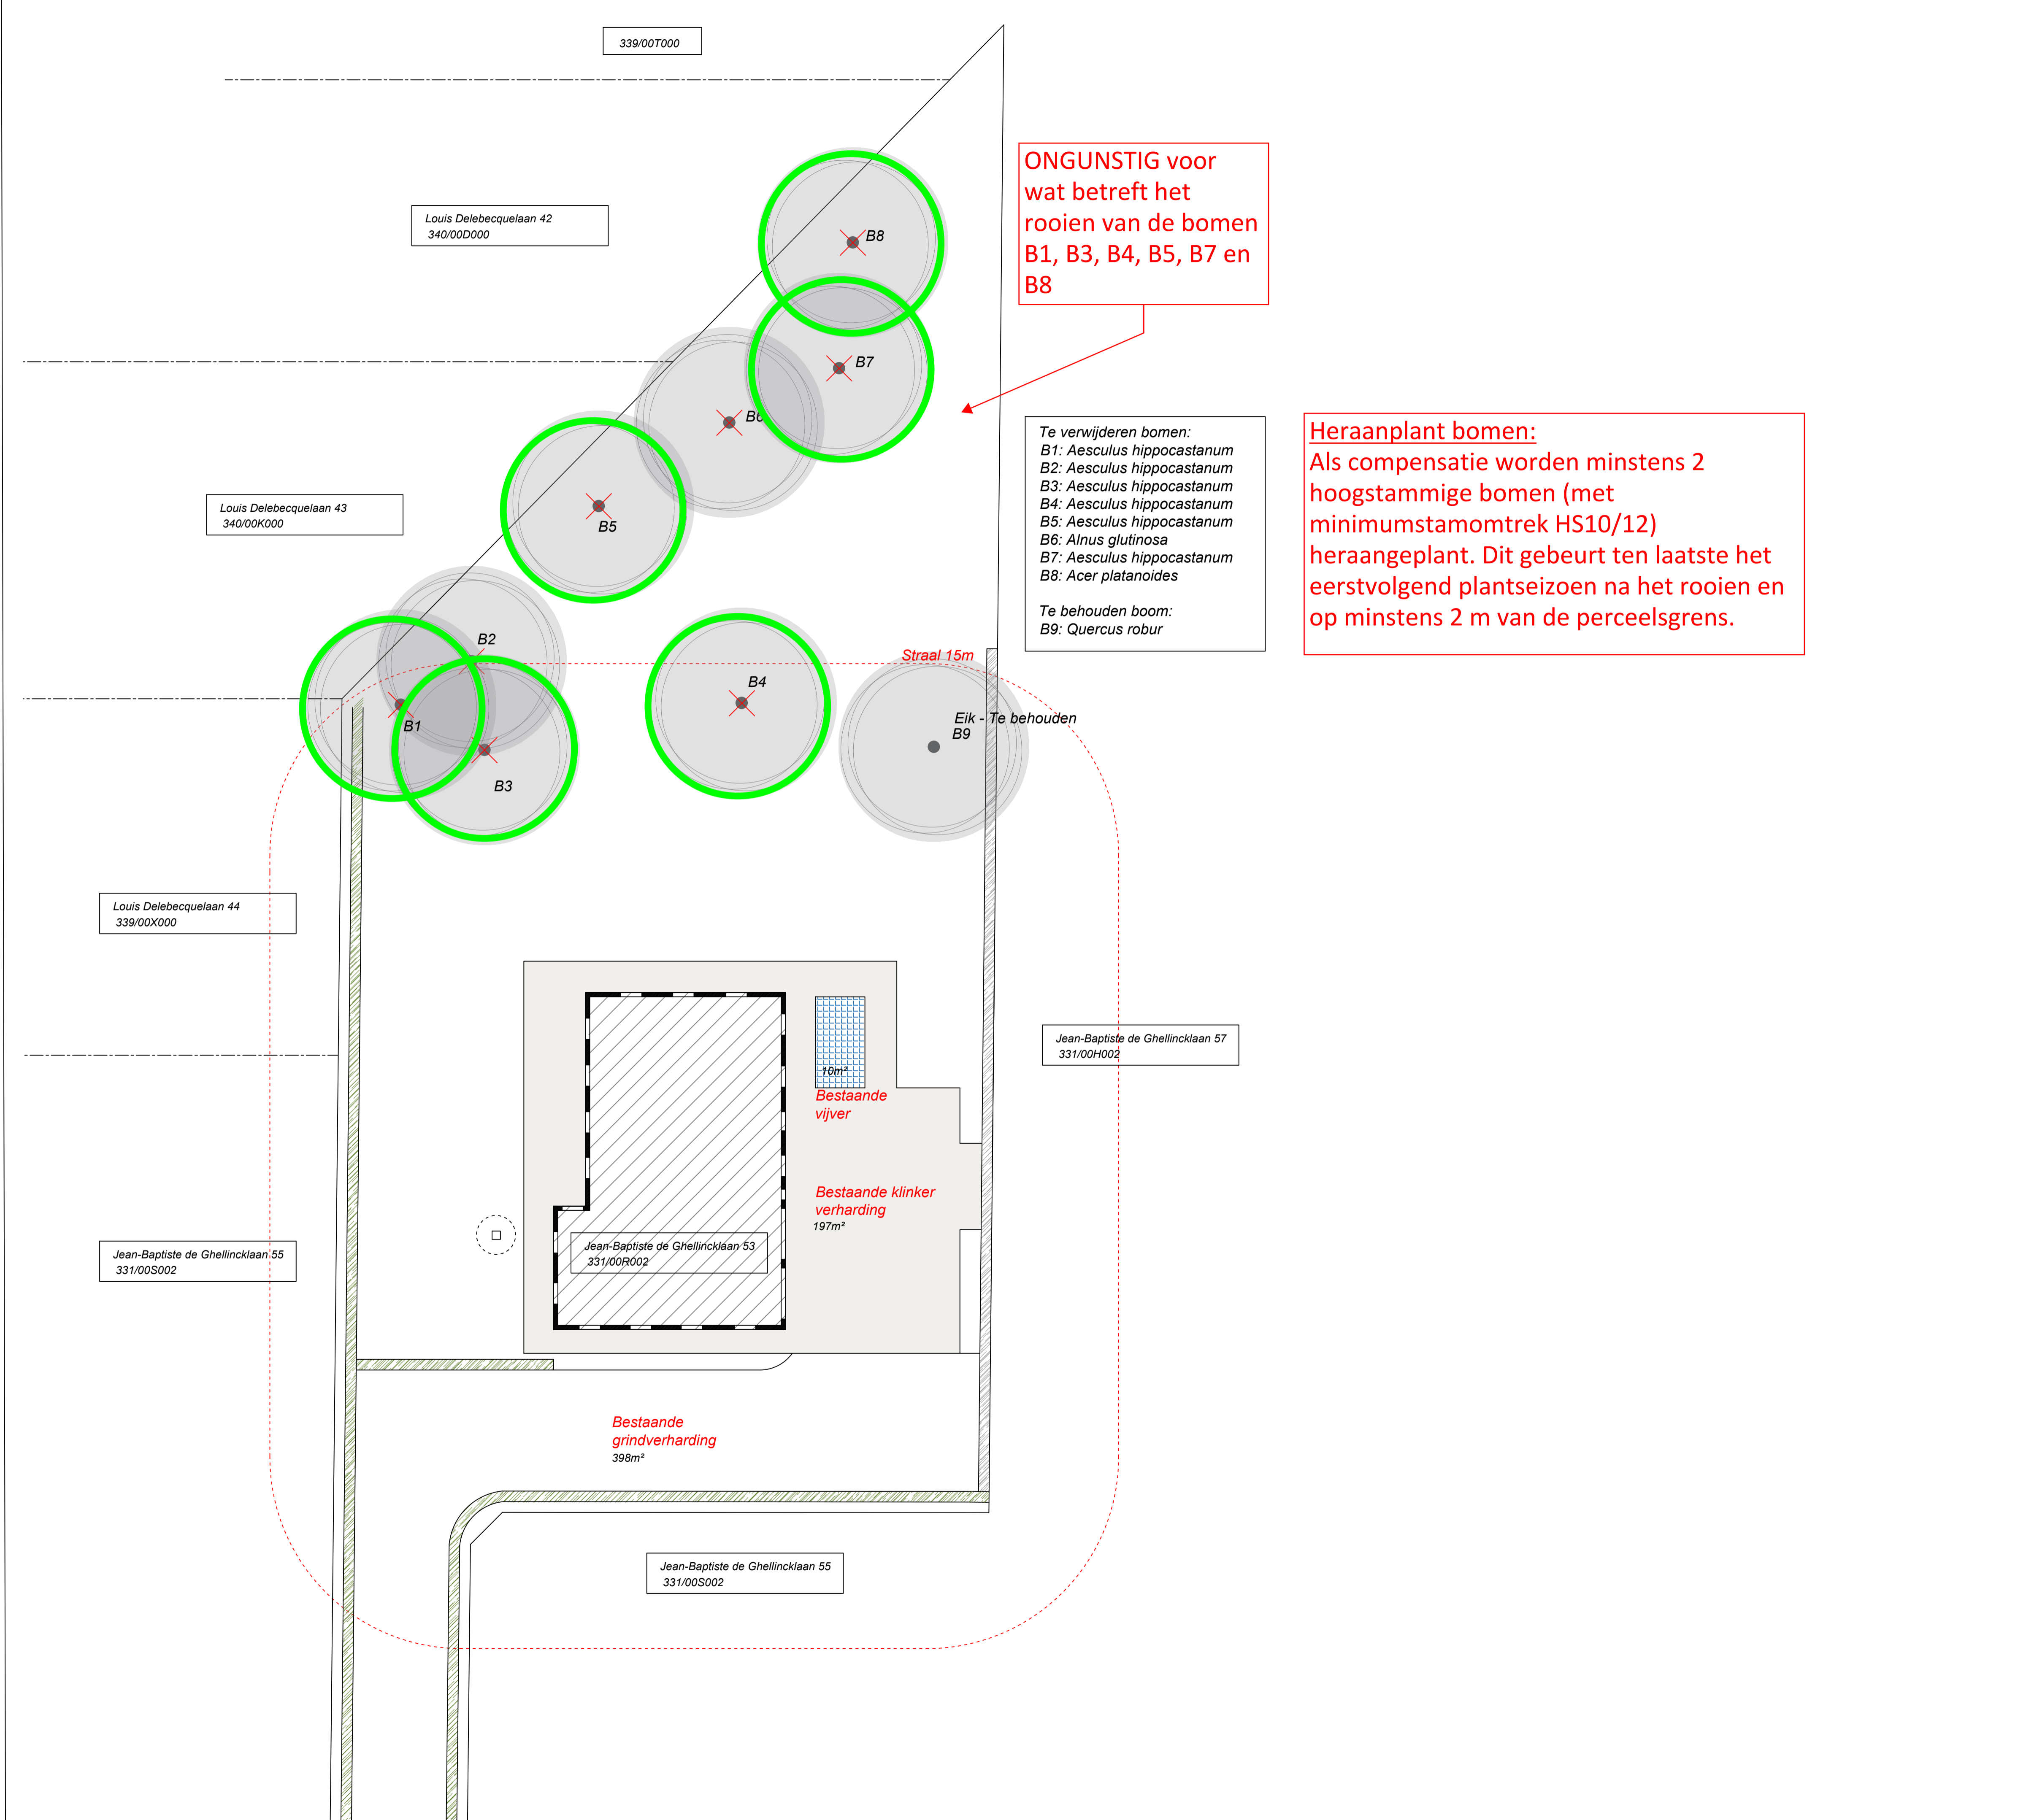 339/00T000
ONGUNSTIG voor
wat betreft het
rooien van de bomen
B1, B3, B4, B5, B7 en
B8
Louis Delebecquelaan 42
340/00D000
B8
B7
B6
Te verwijderen bomen:
B1: Aesculus hippocastanum
B2: Aesculus hippocastanum
B3: Aesculus hippocastanum
B4: Aesculus hippocastanum
B5: Aesculus hippocastanum
B6: Alnus glutinosa
B7: Aesculus hippocastanum
B8: Acer platanoides
Te behouden boom:
B9: Quercus robur
Heraanplant bomen:
Als compensatie worden minstens 2
hoogstammige bomen (met
minimumstamomtrek HS10/12)
heraangeplant. Dit gebeurt ten laatste het
eerstvolgend plantseizoen na het rooien en
op minstens 2 m van de perceelsgrens.
Louis Delebecquelaan 43
340/00K000
B5
B2
Straal 15m
B4
B1
Eik - Te behouden
B9
B3
Louis Delebecquelaan 44
339/00X000
Jean-Baptiste de Ghellincklaan 57
331/00H002
10m²
Bestaande
vijver
Bestaande klinker
verharding
197m²
Jean-Baptiste de Ghellincklaan 55
331/00S002
Jean-Baptiste de Ghellincklaan 53
331/00R002
Bestaande
grindverharding
398m²
Jean-Baptiste de Ghellincklaan 55
331/00S002